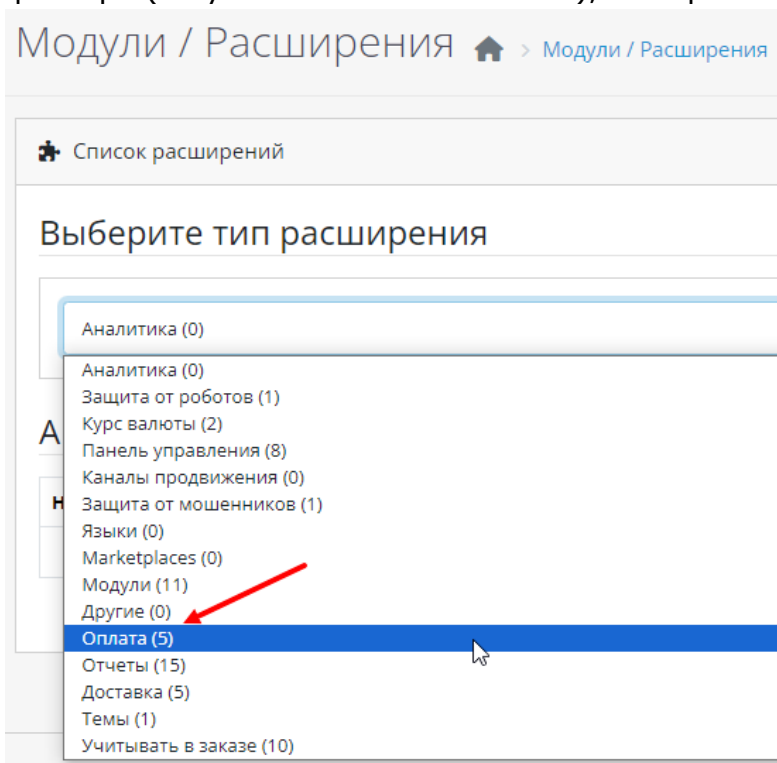 Модули / Расширения > Модули / Расширения
Список расширений
Выберите тип расширения
Аналитика (0)
Аналитика (0)
Защита от роботов (1)
Курс валюты (2)
А
Панель управления (8)
Каналы продвижения (0)
Н
Защита от мошенников (1)
Языки (0)
Marketplaces (0)
Модули (11)
Другие (0)
Оплата (5)
Отчеты (15)
Доставка (5)
Темы (1)
Учитывать в заказе (10)